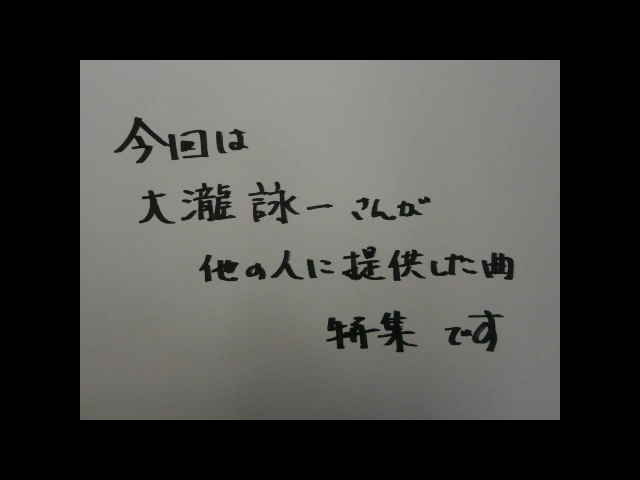 今回は
大瀧詠一さんが
他の人に提供した曲
特集です